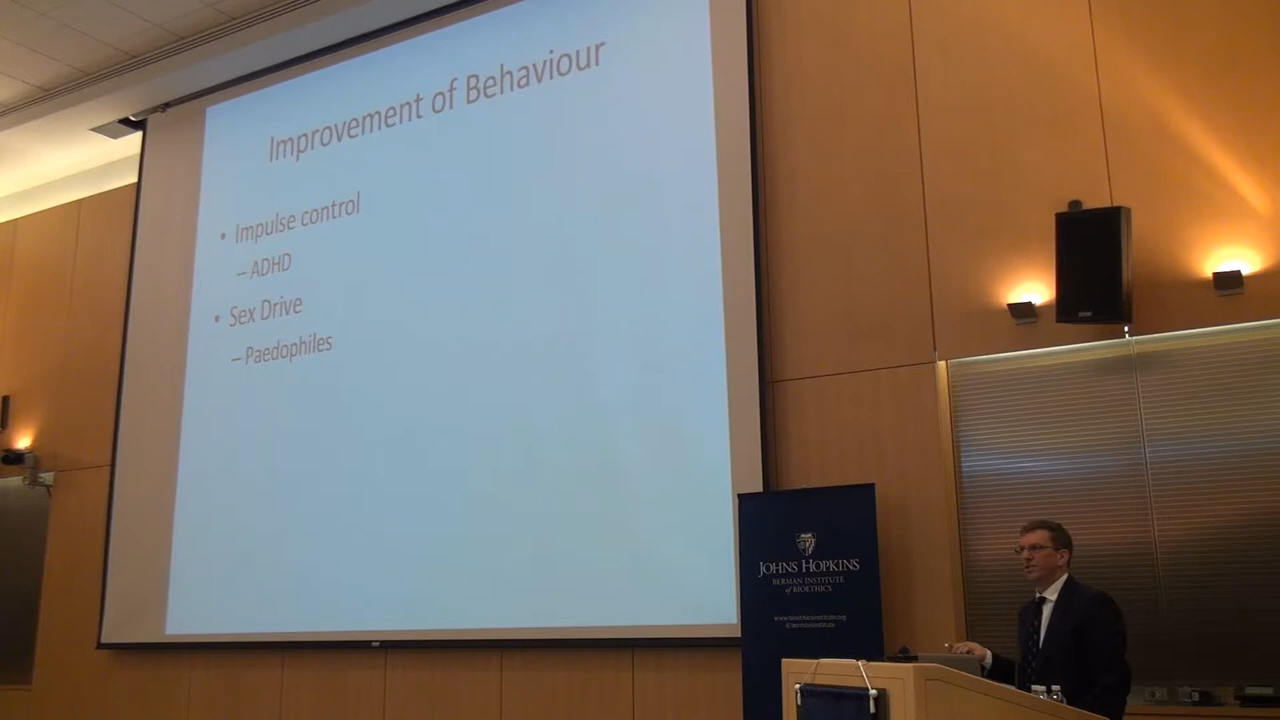 Improvement of Behaviour
• Impulse control
– ADHD
• Sex Drive
– Paedophiles
JOHNS HOPKINS
BERMAN INSTITUTE
of BIOETHICS